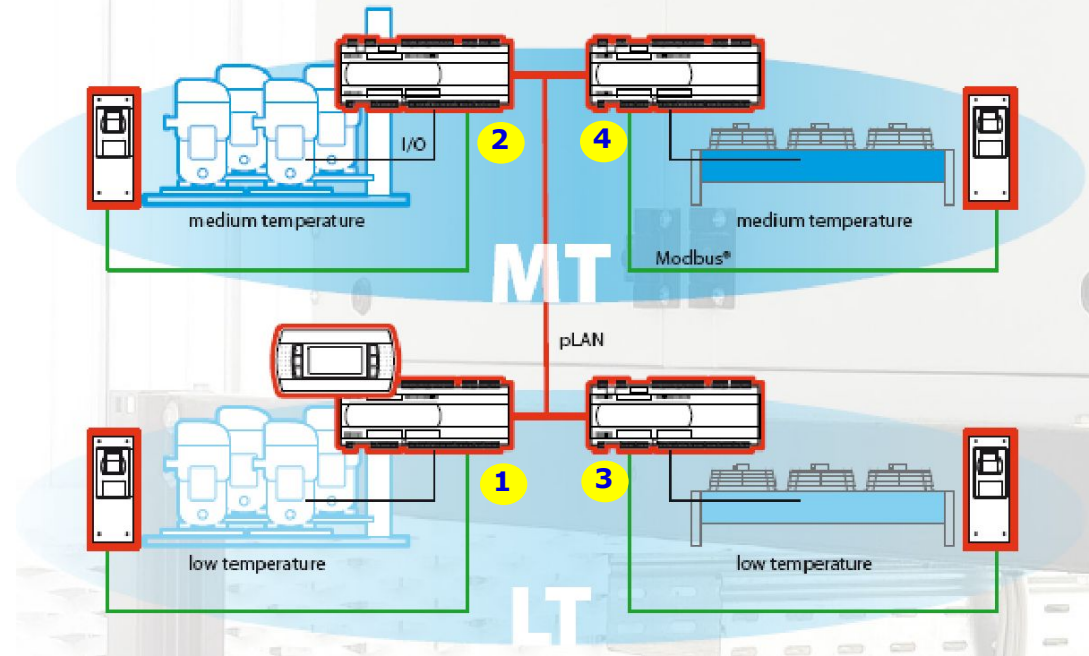 2
4
I/O
medium temperature
medium temperature
MT
Modbus®
pLAN
1
3
low temperature
low temperature
LT